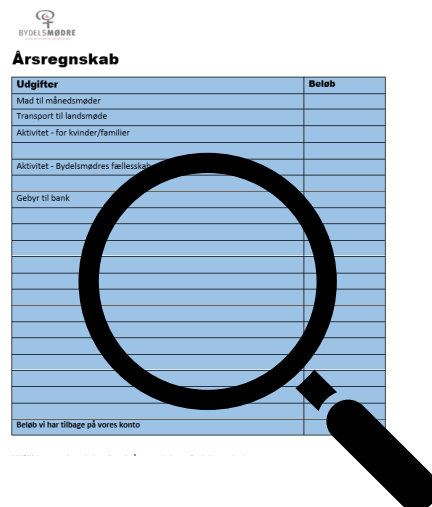 BYDELSMØDRE
Årsregnskab
Udgifter Beløb
Mad til månedsmøder
Transport til landsmøde
Aktivitet - for kvinder/familier
Aktivitet - Bydelsmødres fællesskab
Gebyr til bank
Beløb vi har tilbage på vores konto